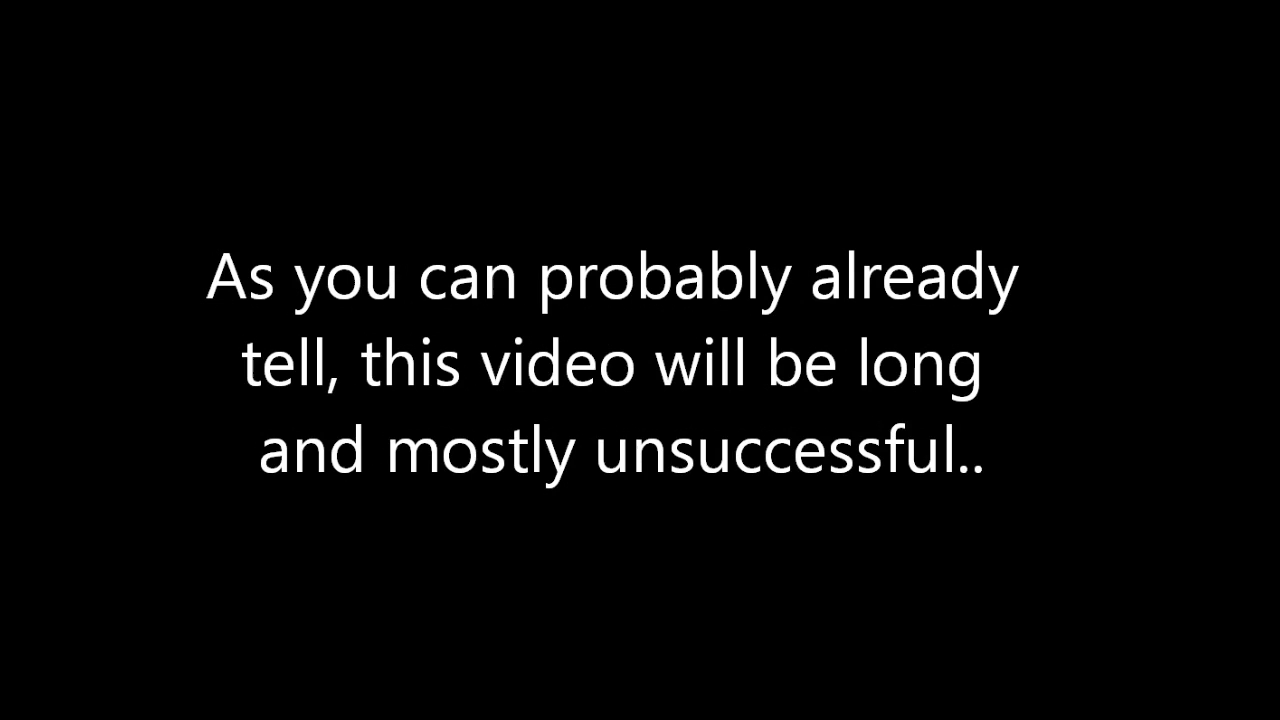 As you can probably already
tell, this video will be long
and mostly unsuccessful..